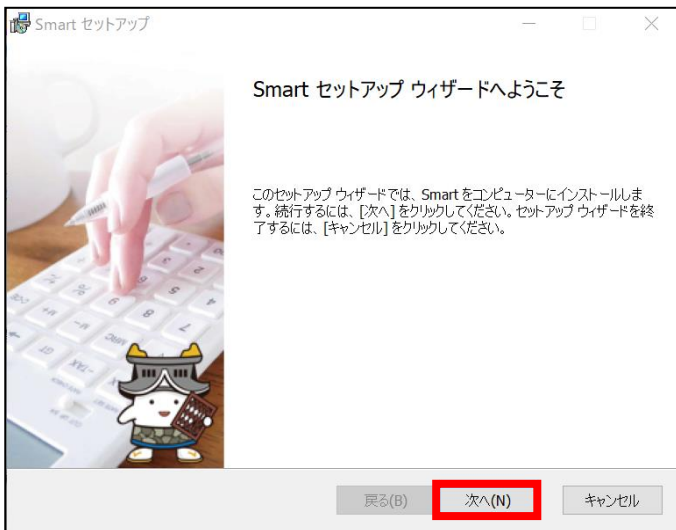 Smart セットアップ
Smart セットアップ ウィザードへようこそ
このセットアップ ウィザードでは、Smart をコンピューターにインストールしま
す。続行するには、[次へ] をクリックしてください。セットアップ ウィザードを終
了するには、[キャンセル] をクリックしてください。
戻る(B)
次へ(N)
キャンセル